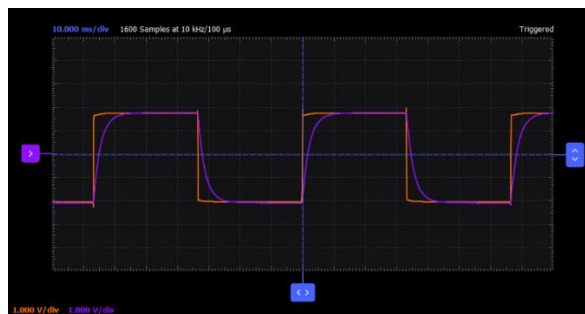 10.000 ms/div 1600 Samples at 10 kHz/100 µs Triggered
1.000 V/div 1.000 V/div